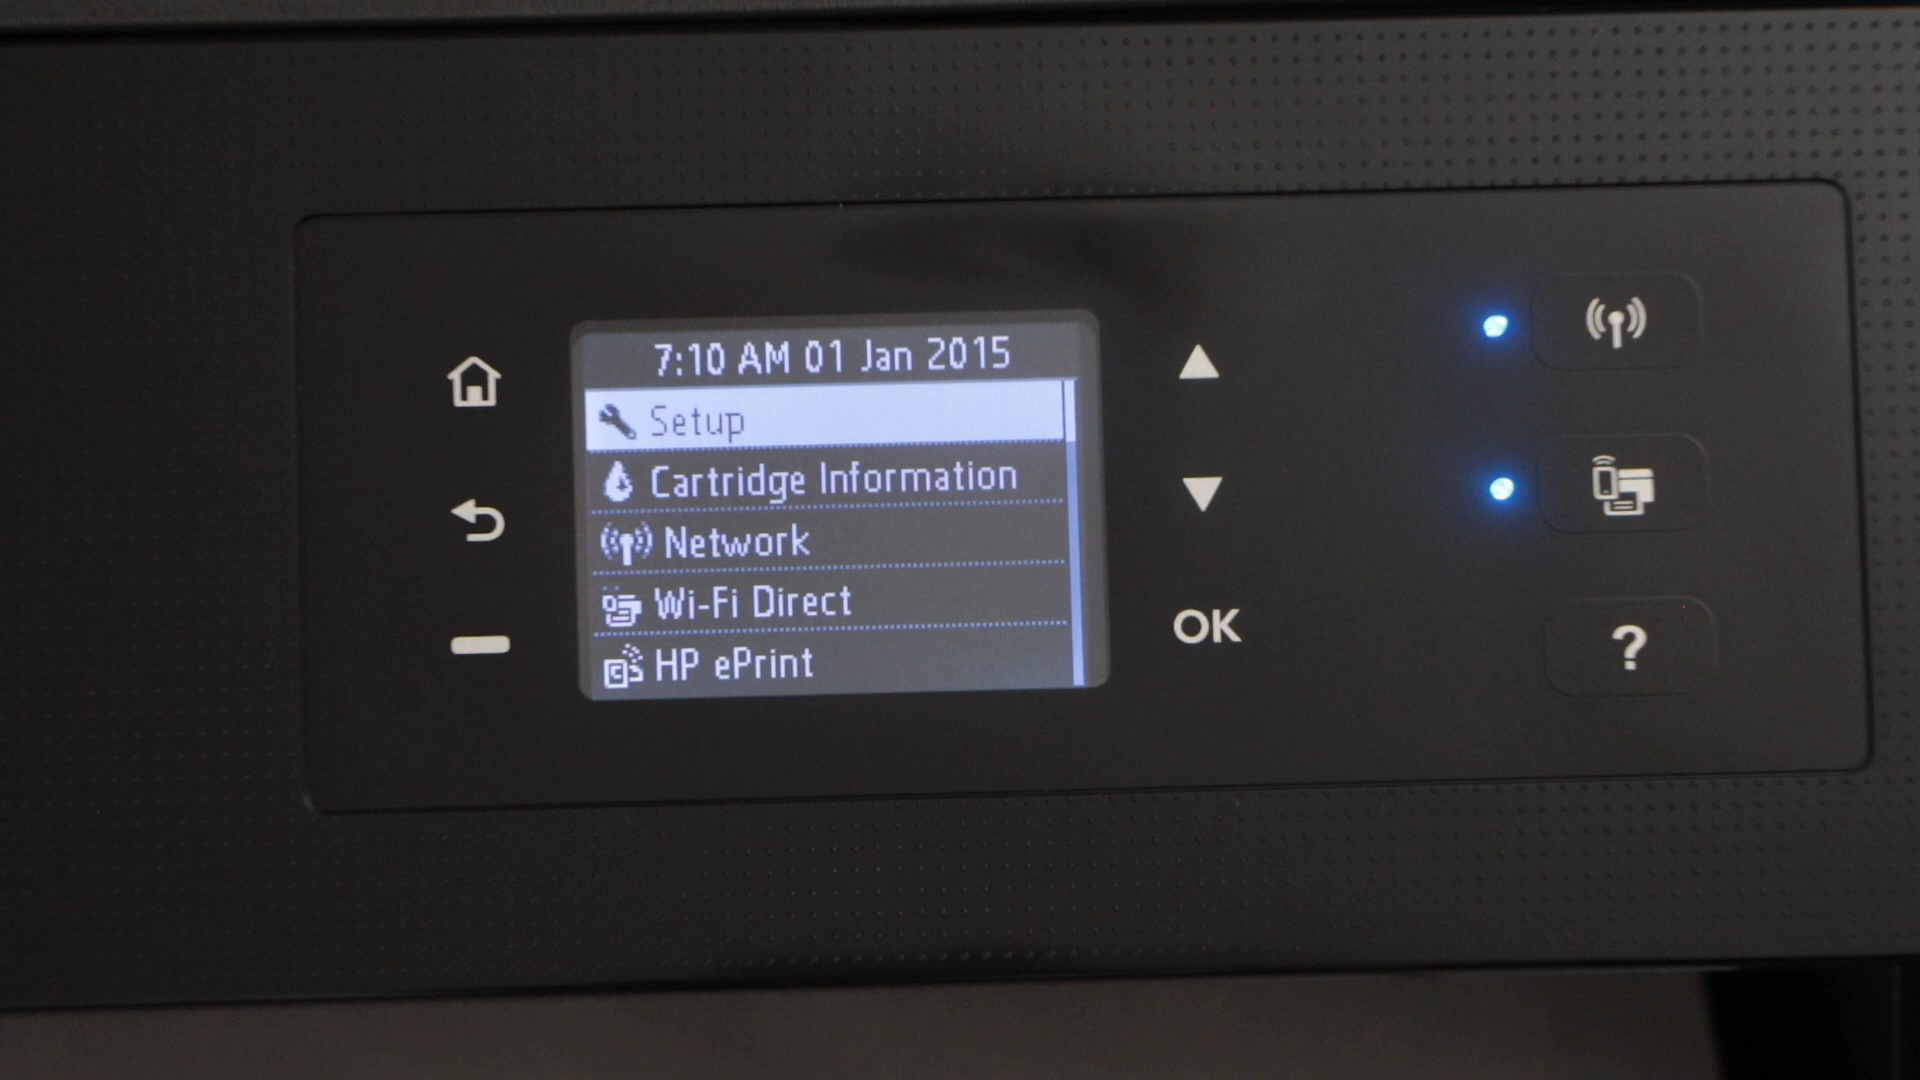 7:10 AM 01 Jan 2015
Setup
Cartridge Information
Network
Wi-Fi Direct
HP ePrint
OK
?